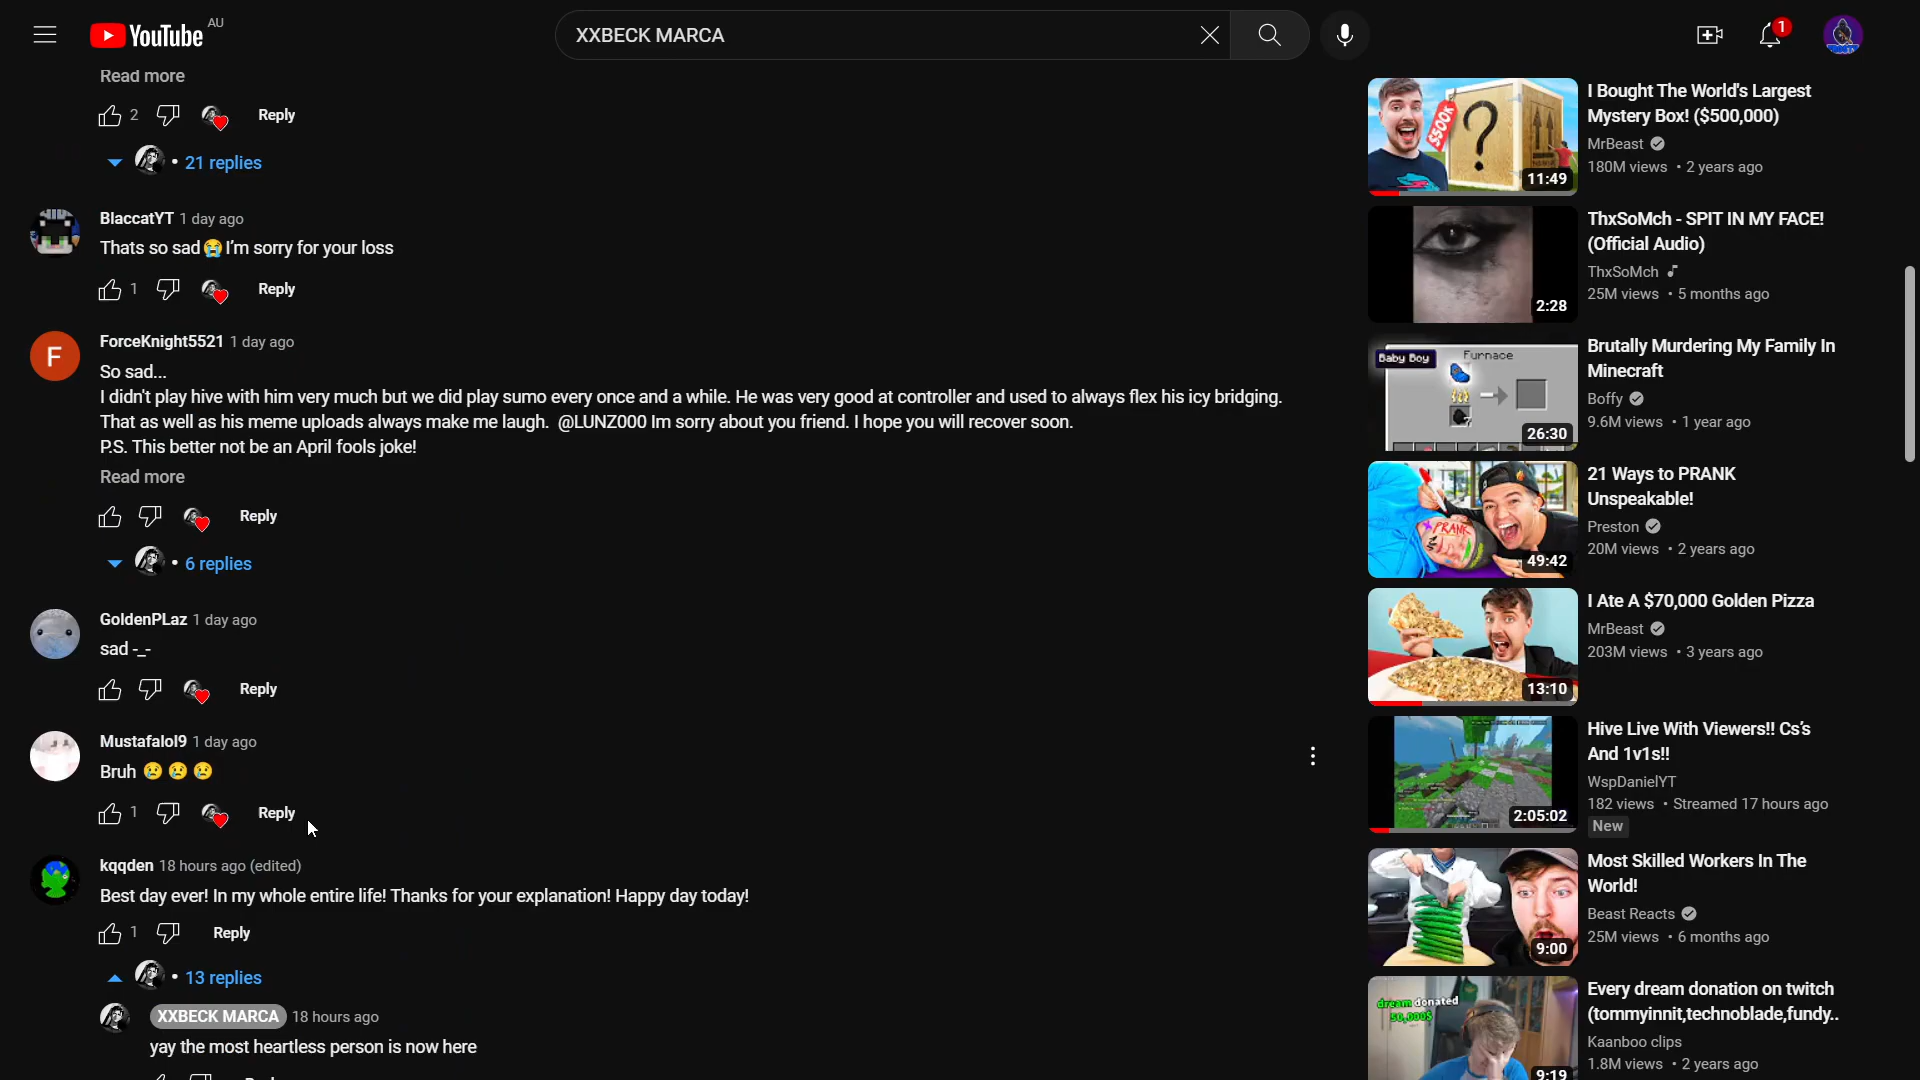 YouTube AU
XXBECK MARCA
1
Read more
2 Reply
• 21 replies
BlaccatYT 1 day ago
Thats so sad😭I'm sorry for your loss
1 Reply
ForceKnight5521 1 day ago
F
So sad...
I didn't play hive with him very much but we did play sumo every once and a while. He was very good at controller and used to always flex his icy bridging.
That as well as his meme uploads always make me laugh. @LUNZ000 Im sorry about you friend. I hope you will recover soon.
P.S. This better not be an April fools joke!
Read more
Reply
• 6 replies
GoldenPLaz 1 day ago
sad -_-
Reply
Mustafalol9 1 day ago
Bruh 😢 😢 😢
1 Reply
kqqden 18 hours ago (edited)
Best day ever! In my whole entire life! Thanks for your explanation! Happy day today!
1 Reply
• 13 replies
XXBECK MARCA 18 hours ago
yay the most heartless person is now here
$500K
?
11:49
I Bought The World's Largest
Mystery Box! ($500,000)
MrBeast
180M views • 2 years ago
2:28
ThxSoMch - SPIT IN MY FACE!
(Official Audio)
ThxSoMch
25M views • 5 months ago
Baby Boy
Furnace
26:30
Brutally Murdering My Family In
Minecraft
Boffy
9.6M views • 1 year ago
PRANK
49:42
21 Ways to PRANK
Unspeakable!
Preston
20M views • 2 years ago
13:10
I Ate A $70,000 Golden Pizza
MrBeast
203M views • 3 years ago
2:05:02
Hive Live With Viewers!! Cs's
And 1v1s!!
WspDanielYT
182 views • Streamed 17 hours ago
New
9:00
Most Skilled Workers In The
World!
Beast Reacts
25M views • 6 months ago
dream donated
50,000$
9:19
Every dream donation on twitch
(tommyinnit,technoblade,fundy..
Kaanboo clips
1.8M views • 2 years ago